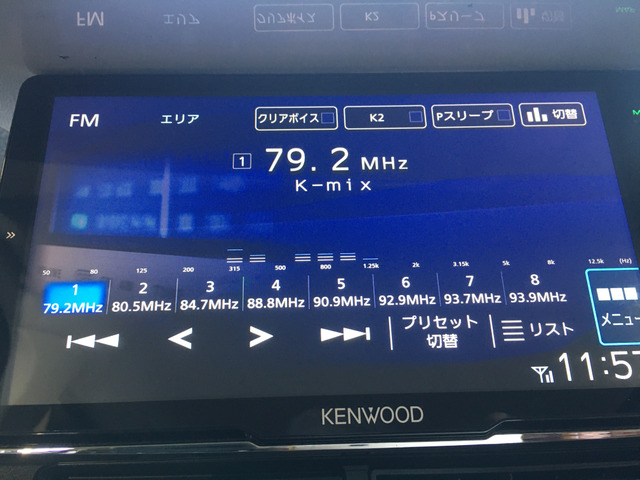 FM エリア クリアボイス K2 Pスリープ 切替
1 79.2 MHz
K-mix
50 80 125 200 315 500 800 1.25k 2k 3.15k 5k 8k 12.5k (Hz)
1 2 3 4 5 6 7 8
79.2MHz 80.5MHz 84.7MHz 88.8MHz 90.9MHz 92.9MHz 93.7MHz 93.9MHz
メニュー
プリセット
切替
リスト
11:57
KENWOOD